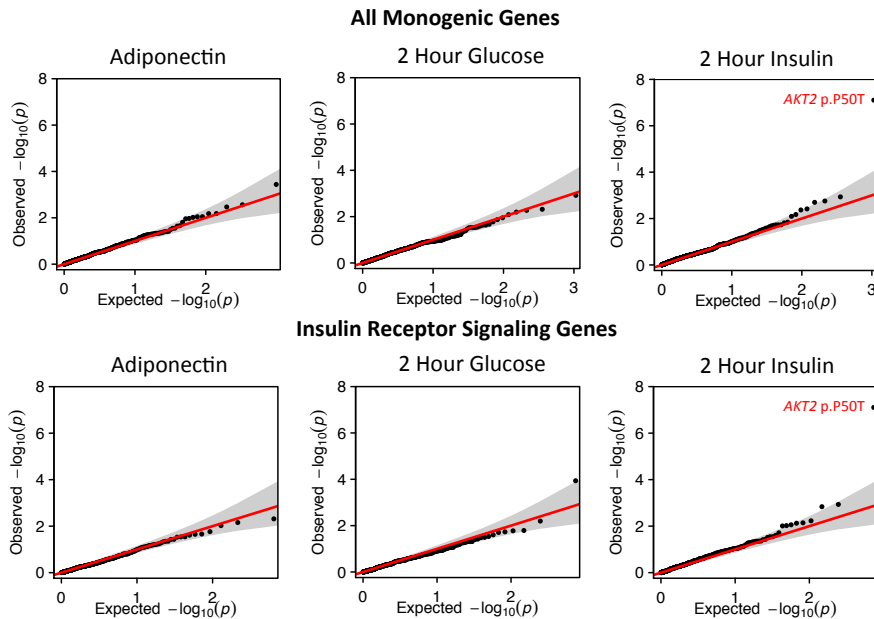 All Monogenic Genes
Adiponectin 2 Hour Glucose 2 Hour Insulin
8 8 8
AKT2 p.P50T
6 6 6
4 4 4
2 2 2
0 0 0
Observed −log10(p) Observed −log10(p) Observed −log10(p)
0 1 2 0 1 2 3 0 1 2 3
Expected −log10(p) Expected −log10(p) Expected −log10(p)
Insulin Receptor Signaling Genes
Adiponectin 2 Hour Glucose 2 Hour Insulin
8 8 8
AKT2 p.P50T
6 6 6
4 4 4
2 2 2
0 0 0
Observed −log10(p) Observed −log10(p) Observed −log10(p)
0 1 2 0 1 2 0 1 2
Expected −log10(p) Expected −log10(p) Expected −log10(p)